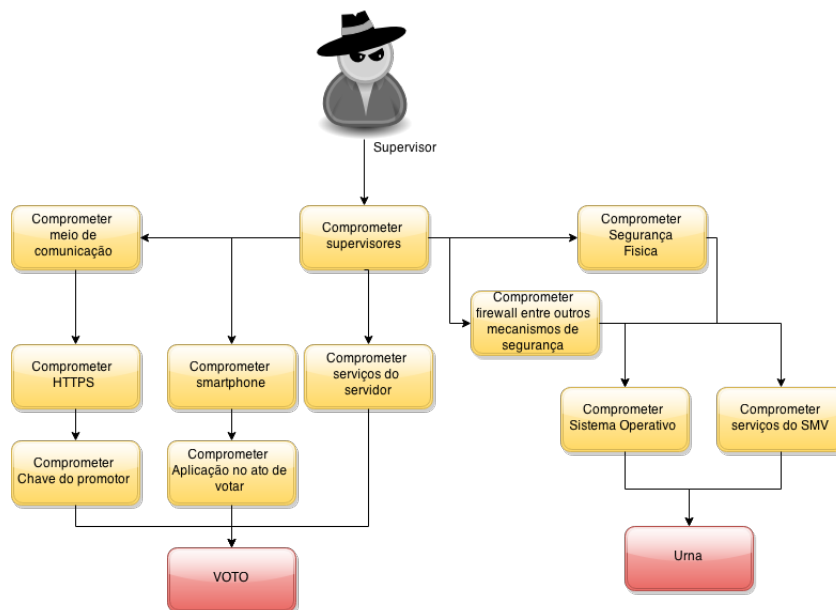 Supervisor
Comprometer
meio de
comunicação
Comprometer
supervisores
Comprometer
Segurança
Fisica
Comprometer
firewall entre outros
mecanismos de
segurança
Comprometer
HTTPS
Comprometer
smartphone
Comprometer
serviços do
servidor
Comprometer
Sistema Operativo
Comprometer
serviços do SMV
Comprometer
Chave do promotor
Comprometer
Aplicação no ato de
votar
VOTO
Urna